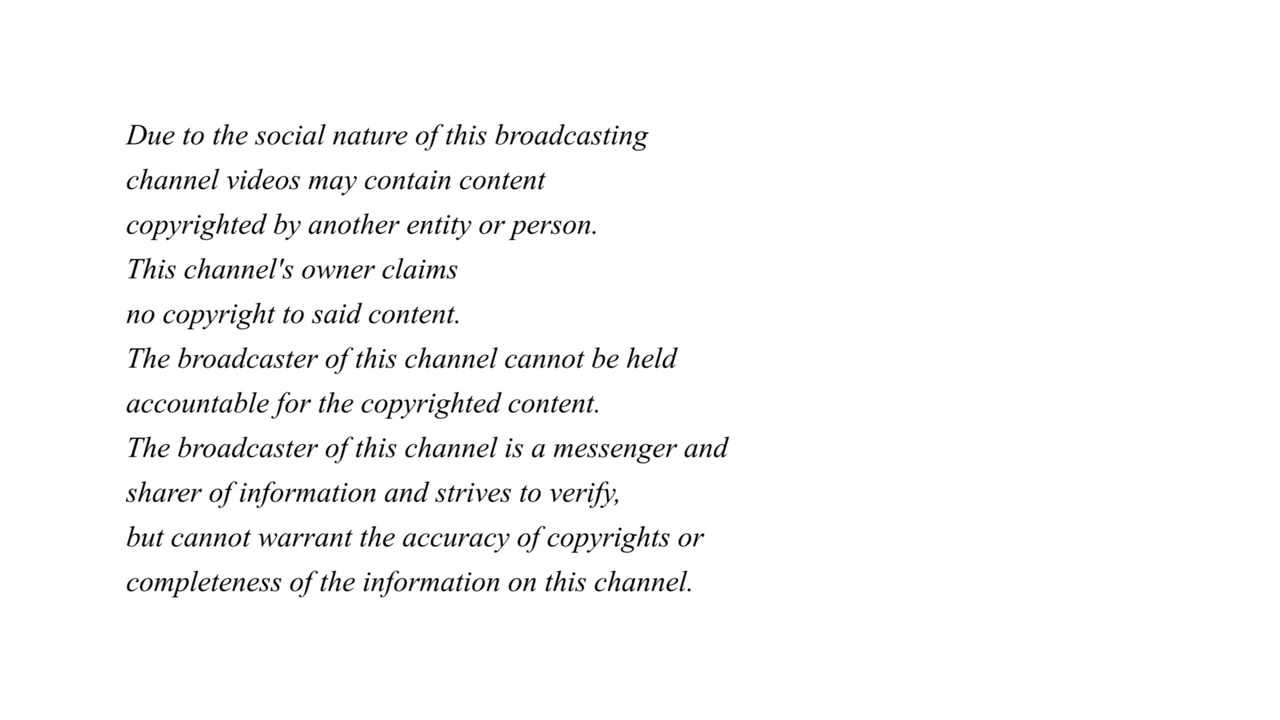 Due to the social nature of this broadcasting
channel videos may contain content
copyrighted by another entity or person.
This channel's owner claims
no copyright to said content.
The broadcaster of this channel cannot be held
accountable for the copyrighted content.
The broadcaster of this channel is a messenger and
sharer of information and strives to verify,
but cannot warrant the accuracy of copyrights or
completeness of the information on this channel.